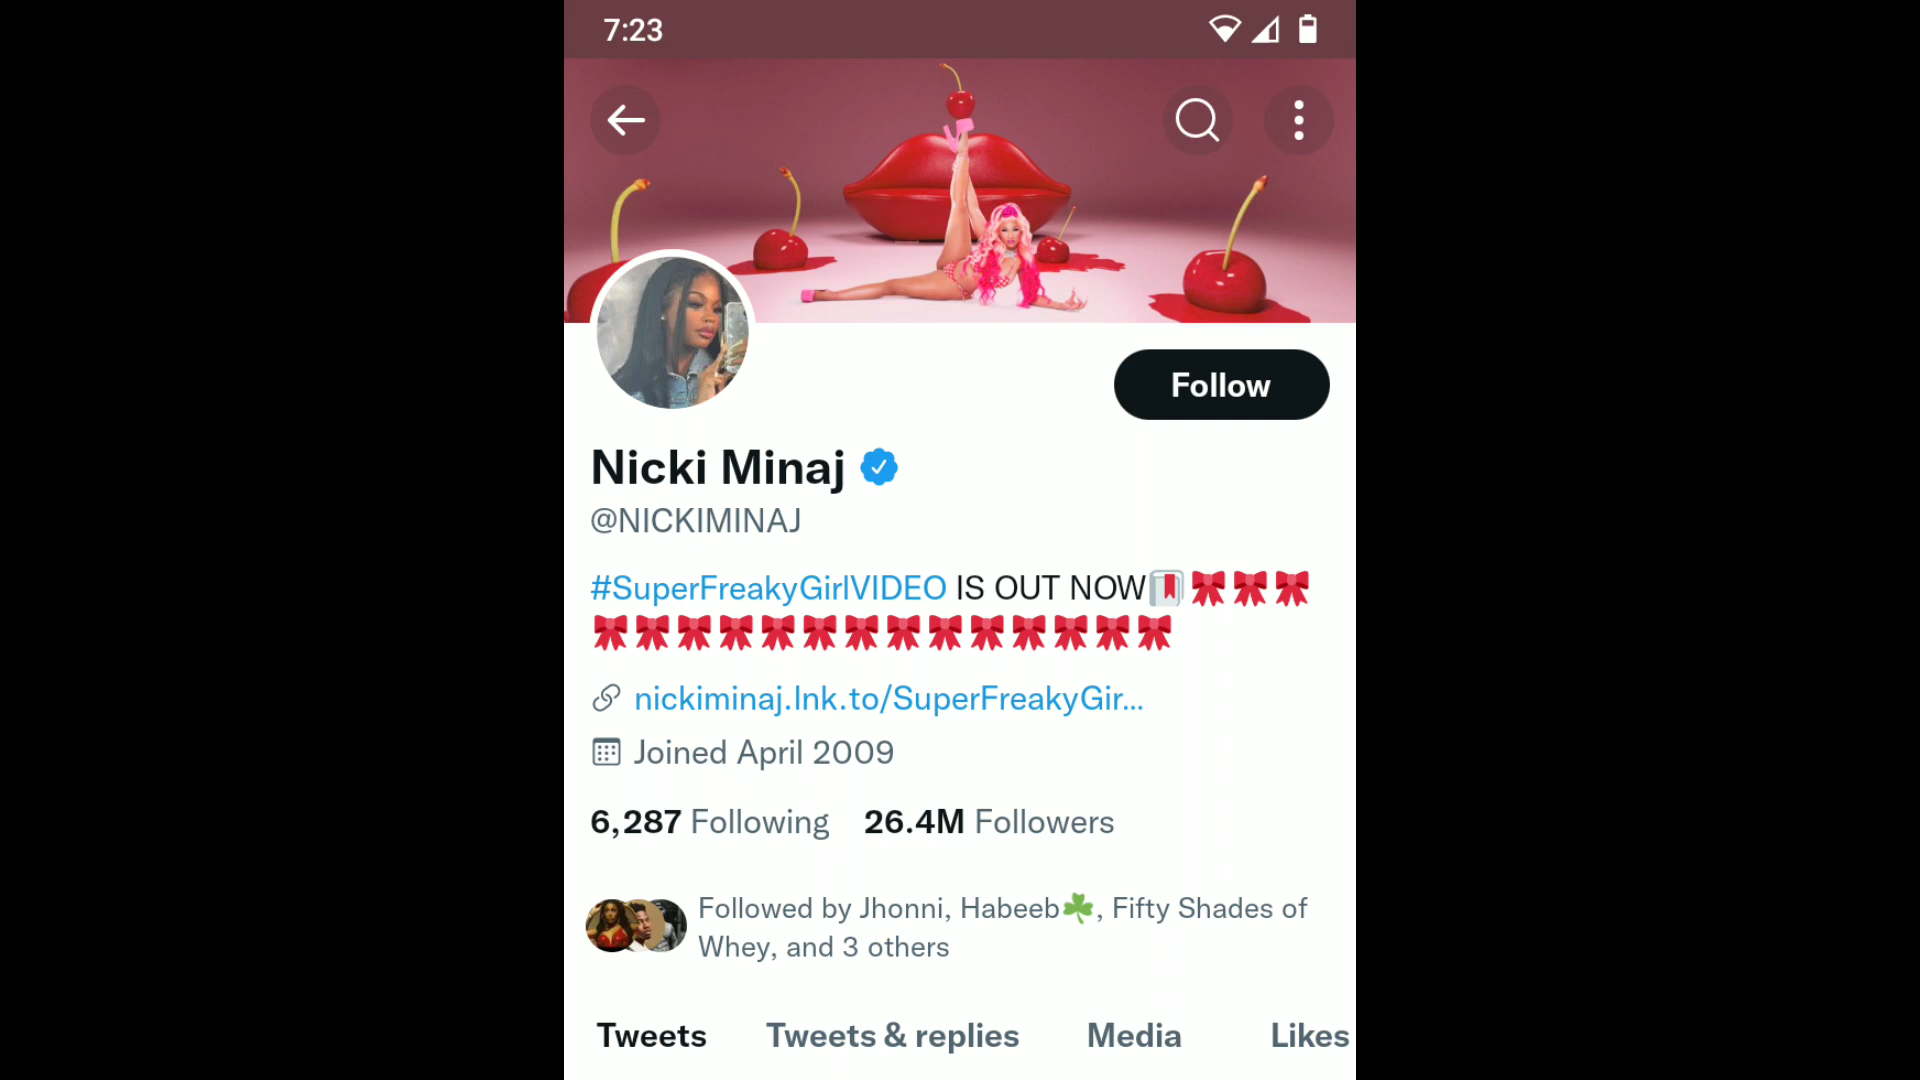 7:23
Follow
Nicki Minaj
@NICKIMINAJ
#SuperFreakyGirlVIDEO IS OUT NOW📕🎀🎀🎀
🎀🎀🎀🎀🎀🎀🎀🎀🎀🎀🎀🎀🎀🎀
nickiminaj.lnk.to/SuperFreakyGir...
Joined April 2009
6,287 Following 26.4M Followers
Followed by Jhonni, Habeeb☘️, Fifty Shades of
Whey, and 3 others
Tweets Tweets & replies Media Likes